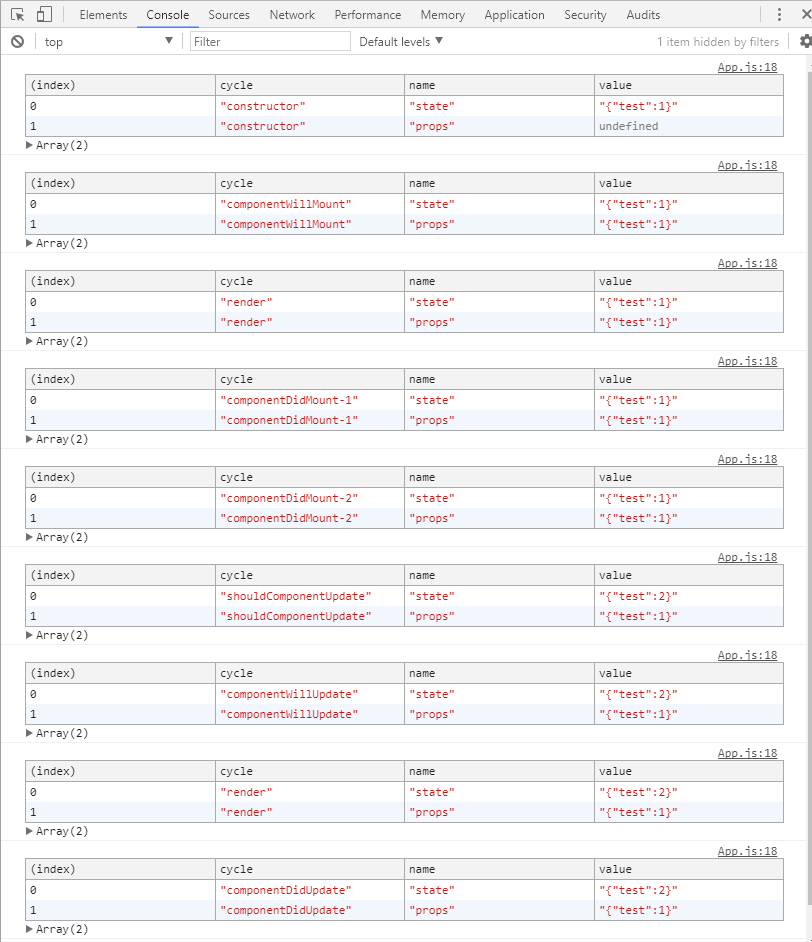 Elements Console Sources Network Performance Memory Application Security Audits
top Filter Default levels 1 item hidden by filters
App.js:18
(index) cycle name value
0 "constructor" "state" "{"test":1}"
1 "constructor" "props" undefined
Array(2)
App.js:18
(index) cycle name value
0 "componentWillMount" "state" "{"test":1}"
1 "componentWillMount" "props" "{"test":1}"
Array(2)
App.js:18
(index) cycle name value
0 "render" "state" "{"test":1}"
1 "render" "props" "{"test":1}"
Array(2)
App.js:18
(index) cycle name value
0 "componentDidMount-1" "state" "{"test":1}"
1 "componentDidMount-1" "props" "{"test":1}"
Array(2)
App.js:18
(index) cycle name value
0 "componentDidMount-2" "state" "{"test":1}"
1 "componentDidMount-2" "props" "{"test":1}"
Array(2)
App.js:18
(index) cycle name value
0 "shouldComponentUpdate" "state" "{"test":2}"
1 "shouldComponentUpdate" "props" "{"test":1}"
Array(2)
App.js:18
(index) cycle name value
0 "componentWillUpdate" "state" "{"test":2}"
1 "componentWillUpdate" "props" "{"test":1}"
Array(2)
App.js:18
(index) cycle name value
0 "render" "state" "{"test":2}"
1 "render" "props" "{"test":1}"
Array(2)
App.js:18
(index) cycle name value
0 "componentDidUpdate" "state" "{"test":2}"
1 "componentDidUpdate" "props" "{"test":1}"
Array(2)